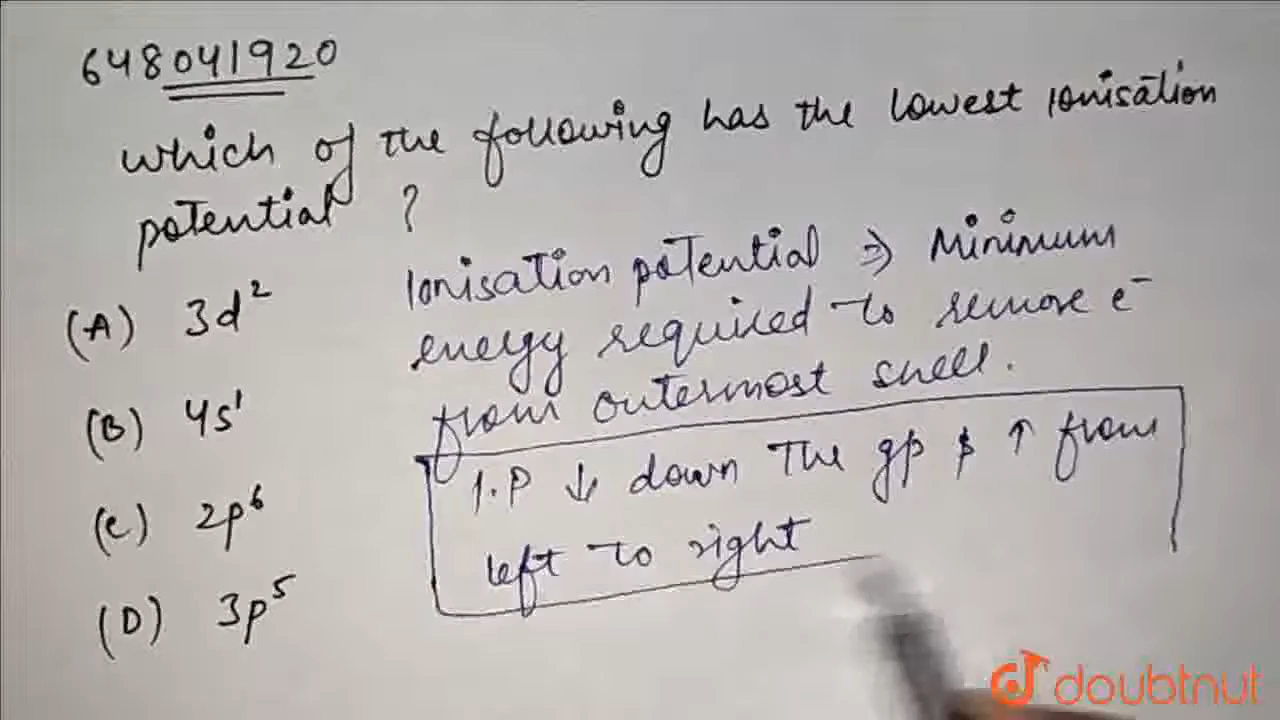 648041920
which of the following has the lowest Ionisation
potential ?
(A) 3d²
(B) 4s¹
(C) 2p⁶
(D) 3p⁵
Ionisation potential ⇒ Minimum
energy required to remove e⁻
from outermost shell.
I.P ↓ down the gp & ↑ from
left to right
doubtnut